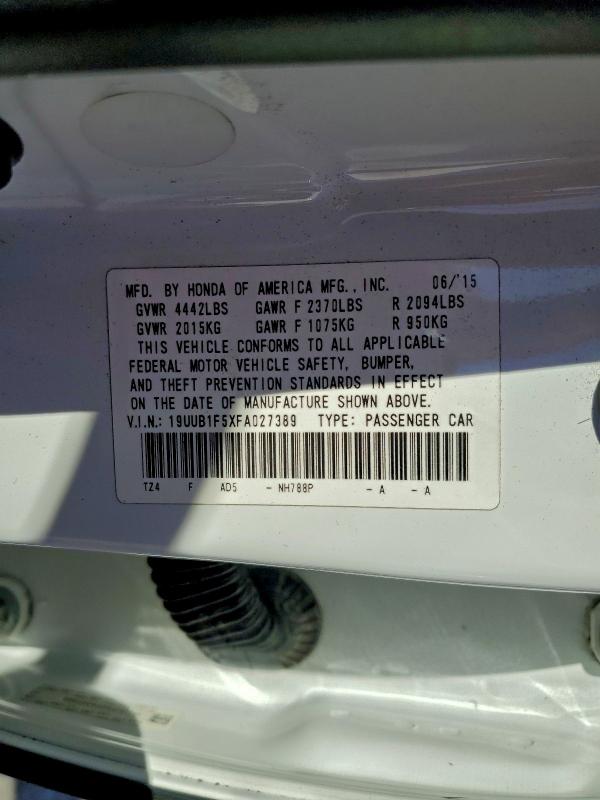 MFD. BY HONDA OF AMERICA MFG., INC. 06/'15
GVWR 4442LBS GAWR F 2370LBS R 2094LBS
GVWR 2015KG GAWR F 1075KG R 950KG
THIS VEHICLE CONFORMS TO ALL APPLICABLE
FEDERAL MOTOR VEHICLE SAFETY, BUMPER,
AND THEFT PREVENTION STANDARDS IN EFFECT
ON THE DATE OF MANUFACTURE SHOWN ABOVE.
V.I.N.: 19UUB1F5XFA027389 TYPE: PASSENGER CAR
TZ4 F AD5 - NH788P - A - A